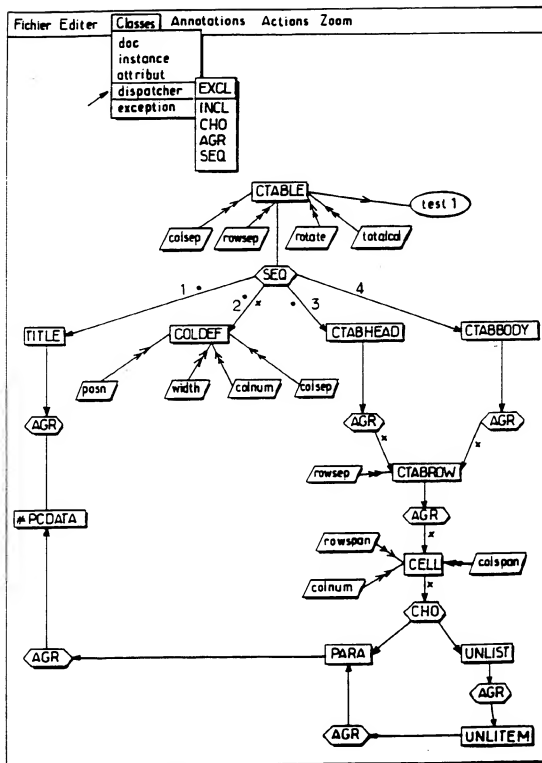 Fichier Editer Classes Annotations Actions Zoom
doc
instance
attribut
dispatcher EXCL
exception INCL
CHO
AGR
SEQ
CTABLE test 1
colsep rowsep rotate totalcol
SEQ
1 * 2 * x * 3 4
TITLE COLDEF CTABHEAD CTABBODY
posn width colnum colsep
AGR AGR AGR
x x
rowsep CTABROW
#PCDATA AGR
rowspan x
CELL colspan
colnum x
CHO
AGR PARA UNLIST
AGR
AGR UNLITEM